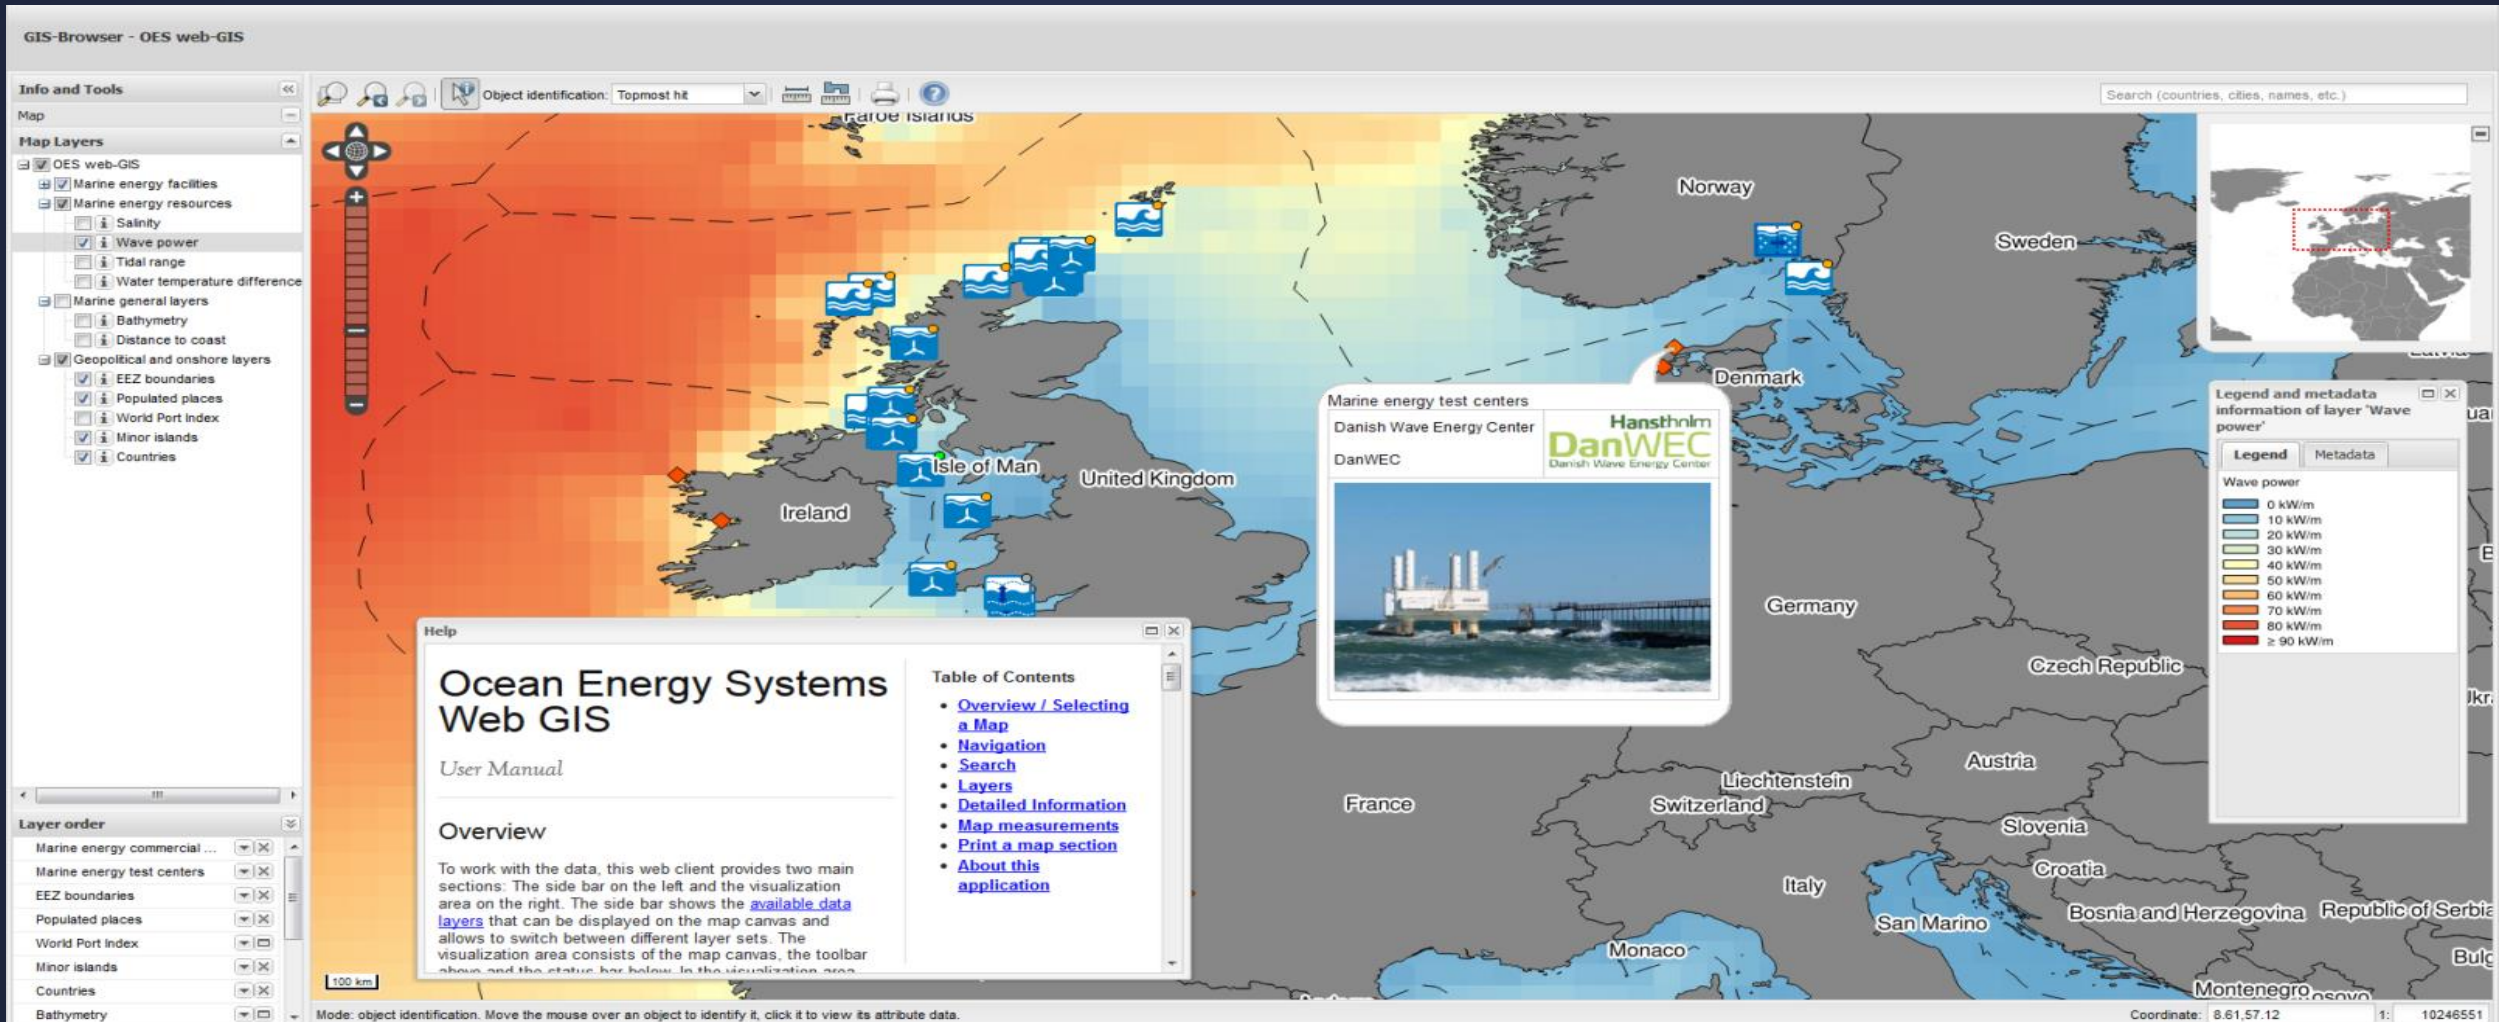 GIS-Browser - OES web-GIS
Info and Tools
Map
Map Layers
OES web-GIS
Marine energy facilities
Marine energy resources
Salinity
Wave power
Tidal range
Water temperature difference
Marine general layers
Bathymetry
Distance to coast
Geopolitical and onshore layers
EEZ boundaries
Populated places
World Port Index
Minor islands
Countries
Layer order
Marine energy commercial ...
Marine energy test centers
EEZ boundaries
Populated places
World Port Index
Minor islands
Countries
Bathymetry
Object identification: Topmost hit
Search (countries, cities, names, etc.)
Faroe Islands
Norway
Sweden
Denmark
Isle of Man
United Kingdom
Ireland
Germany
Czech Republic
Austria
Liechtenstein
Switzerland
France
Slovenia
Croatia
Italy
Bosnia and Herzegovina
Republic of Serbia
San Marino
Monaco
Bulg
Montenegro
Marine energy test centers
Danish Wave Energy Center
DanWEC
Hanstholm
DanWEC
Danish Wave Energy Center
Legend and metadata
information of layer 'Wave
power'
Legend
Metadata
Wave power
0 kW/m
10 kW/m
20 kW/m
30 kW/m
40 kW/m
50 kW/m
60 kW/m
70 kW/m
80 kW/m
≥ 90 kW/m
Help
Ocean Energy Systems
Web GIS
User Manual
Overview
To work with the data, this web client provides two main
sections: The side bar on the left and the visualization
area on the right. The side bar shows the available data
layers that can be displayed on the map canvas and
allows to switch between different layer sets. The
visualization area consists of the map canvas, the toolbar
above and the status bar below. In the visualization area
Table of Contents
Overview / Selecting
a Map
Navigation
Search
Layers
Detailed Information
Map measurements
Print a map section
About this
application
100 km
Mode: object identification. Move the mouse over an object to identify it, click it to view its attribute data.
Coordinate: 8.61,57.12
1: 10246551